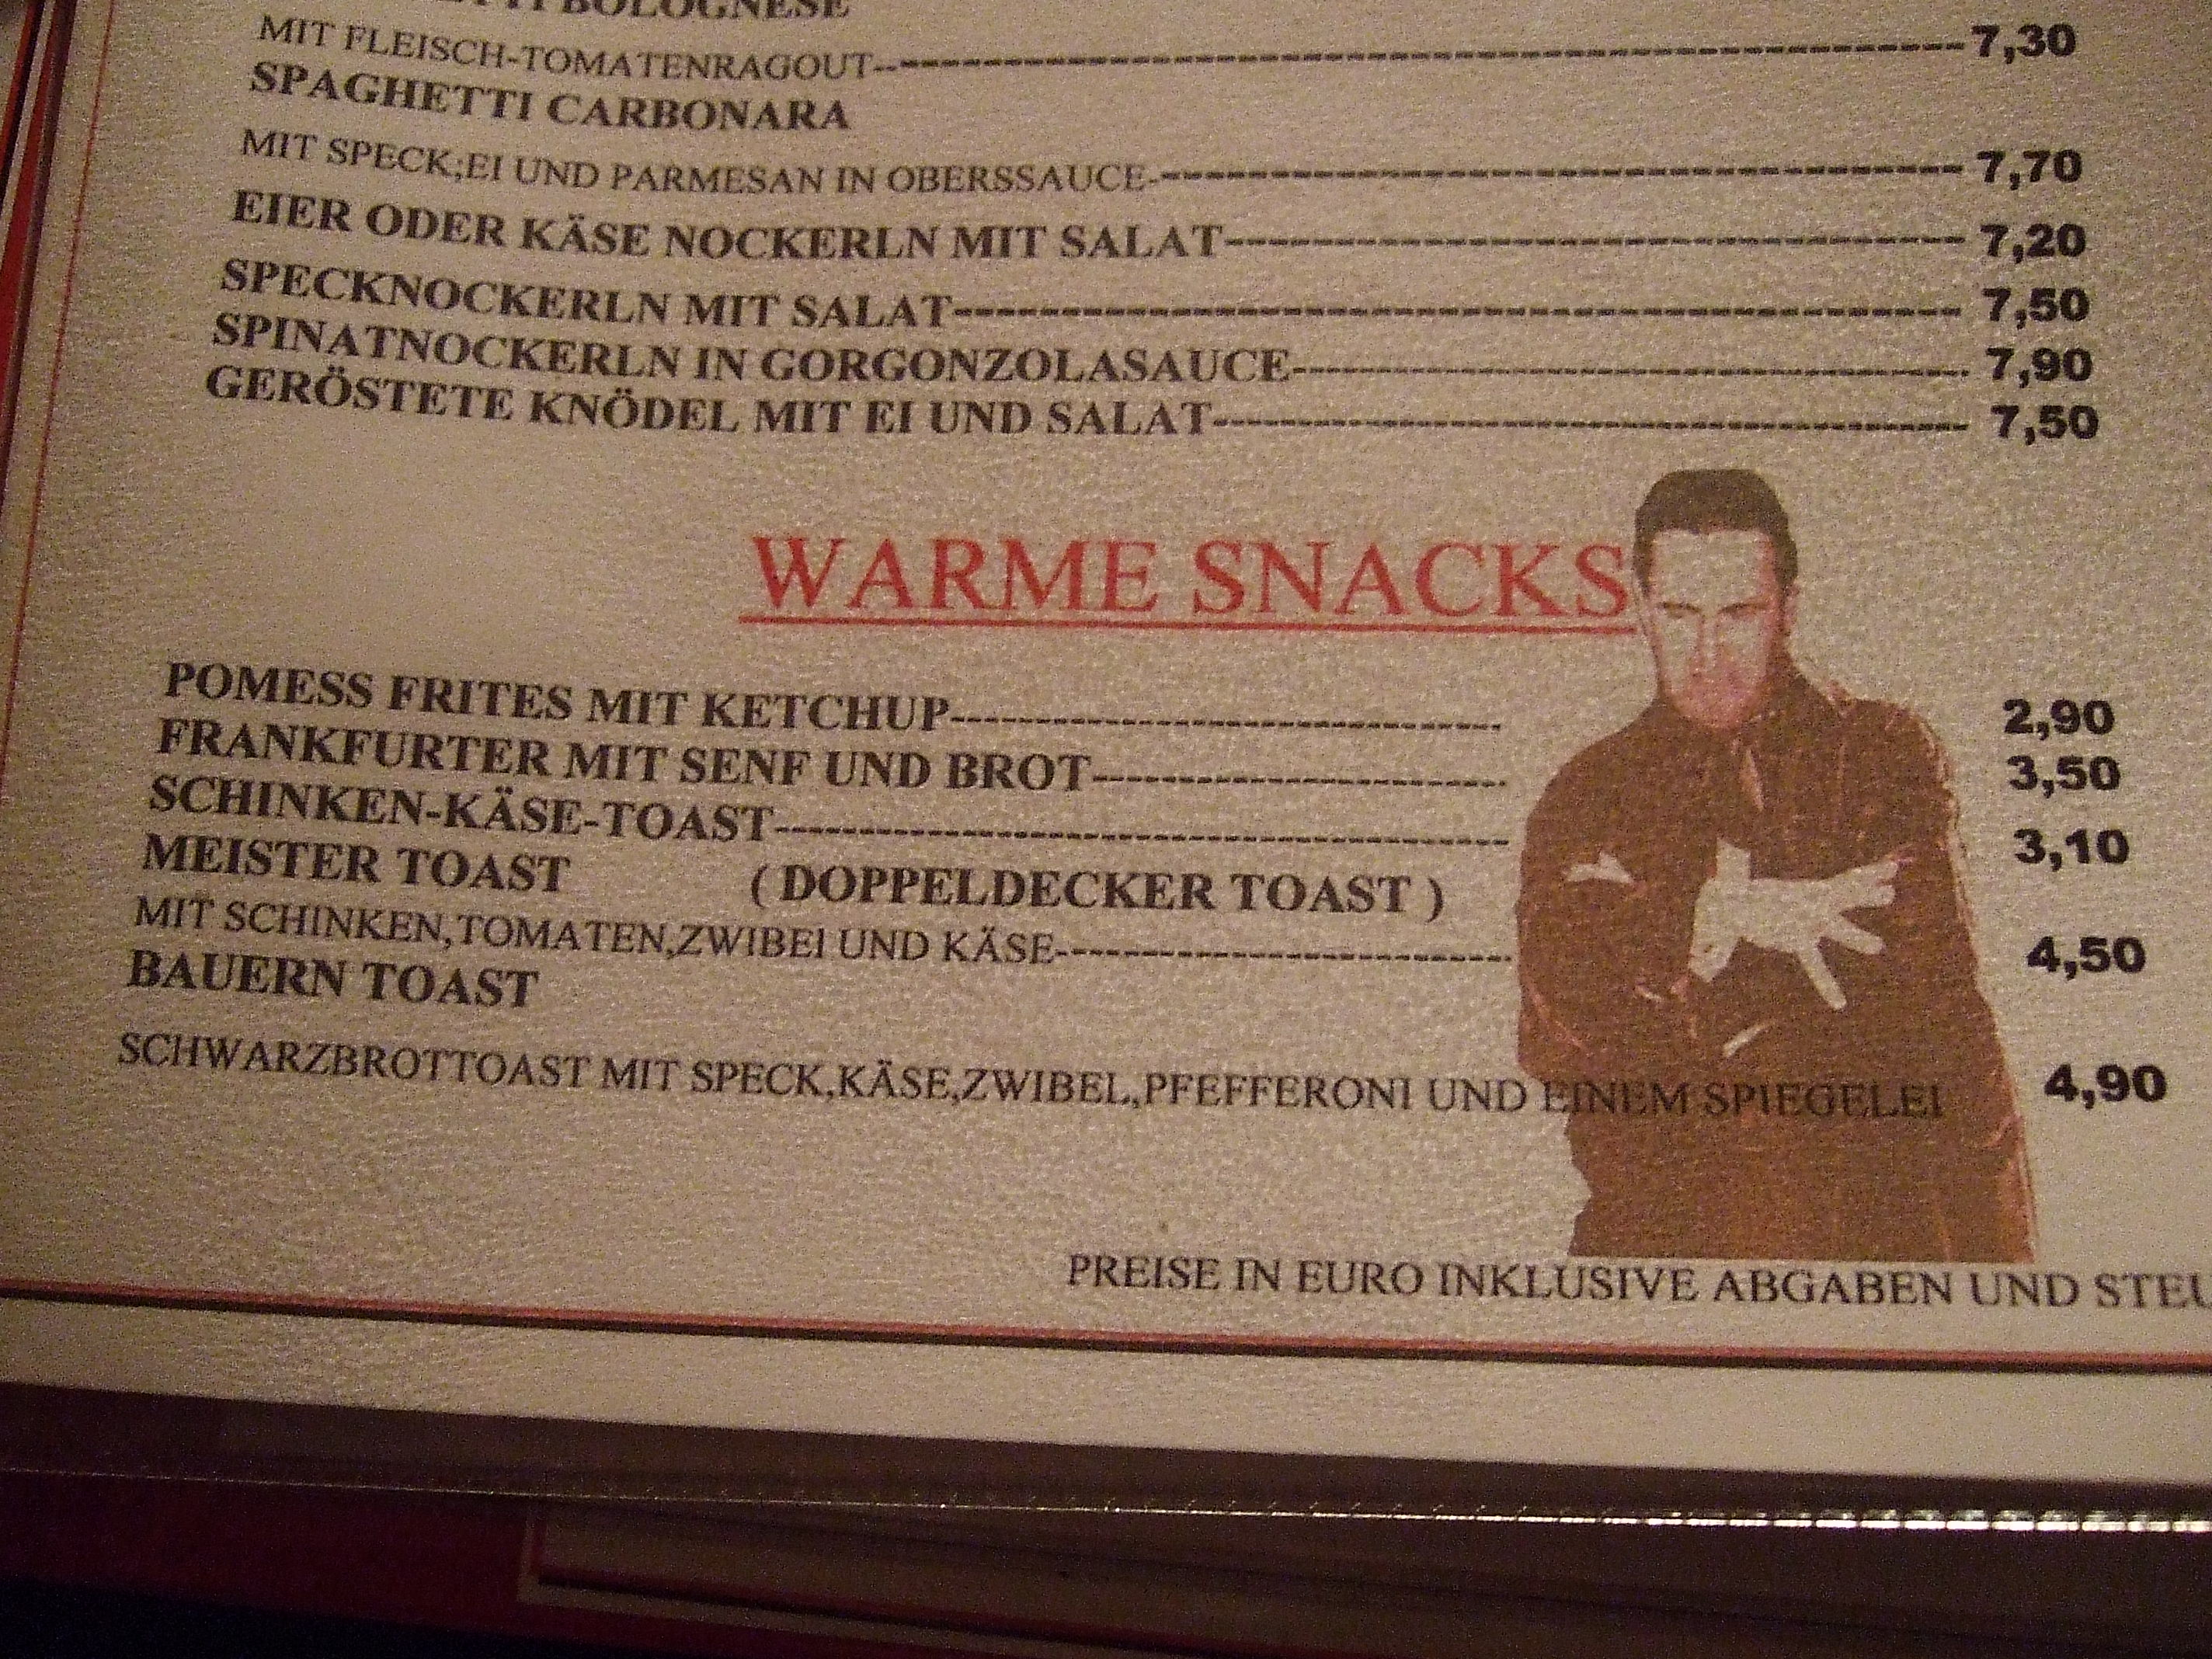 BOLOGNESE
MIT FLEISCH-TOMATENRAGOUT-------------------------------------------------7,30
SPAGHETTI CARBONARA
MIT SPECK;EI UND PARMESAN IN OBERSSAUCE-----------------------------------7,70
EIER ODER KÄSE NOCKERLN MIT SALAT-------------------------------- 7,20
SPECKNOCKERLN MIT SALAT------------------------------------------- 7,50
SPINATNOCKERLN IN GORGONZOLASAUCE------------------------------ 7,90
GERÖSTETE KNÖDEL MIT EI UND SALAT-------------------------------- 7,50
WARME SNACKS
POMESS FRITES MIT KETCHUP------------------------- 2,90
FRANKFURTER MIT SENF UND BROT------------------- 3,50
SCHINKEN-KÄSE-TOAST--------------------------------- 3,10
MEISTER TOAST ( DOPPELDECKER TOAST )
MIT SCHINKEN,TOMATEN,ZWIBEl UND KÄSE--------------------- 4,50
BAUERN TOAST
SCHWARZBROTTOAST MIT SPECK,KÄSE,ZWIBEL,PFEFFERONI UND EINEM SPIEGELEI 4,90
PREISE IN EURO INKLUSIVE ABGABEN UND STEU